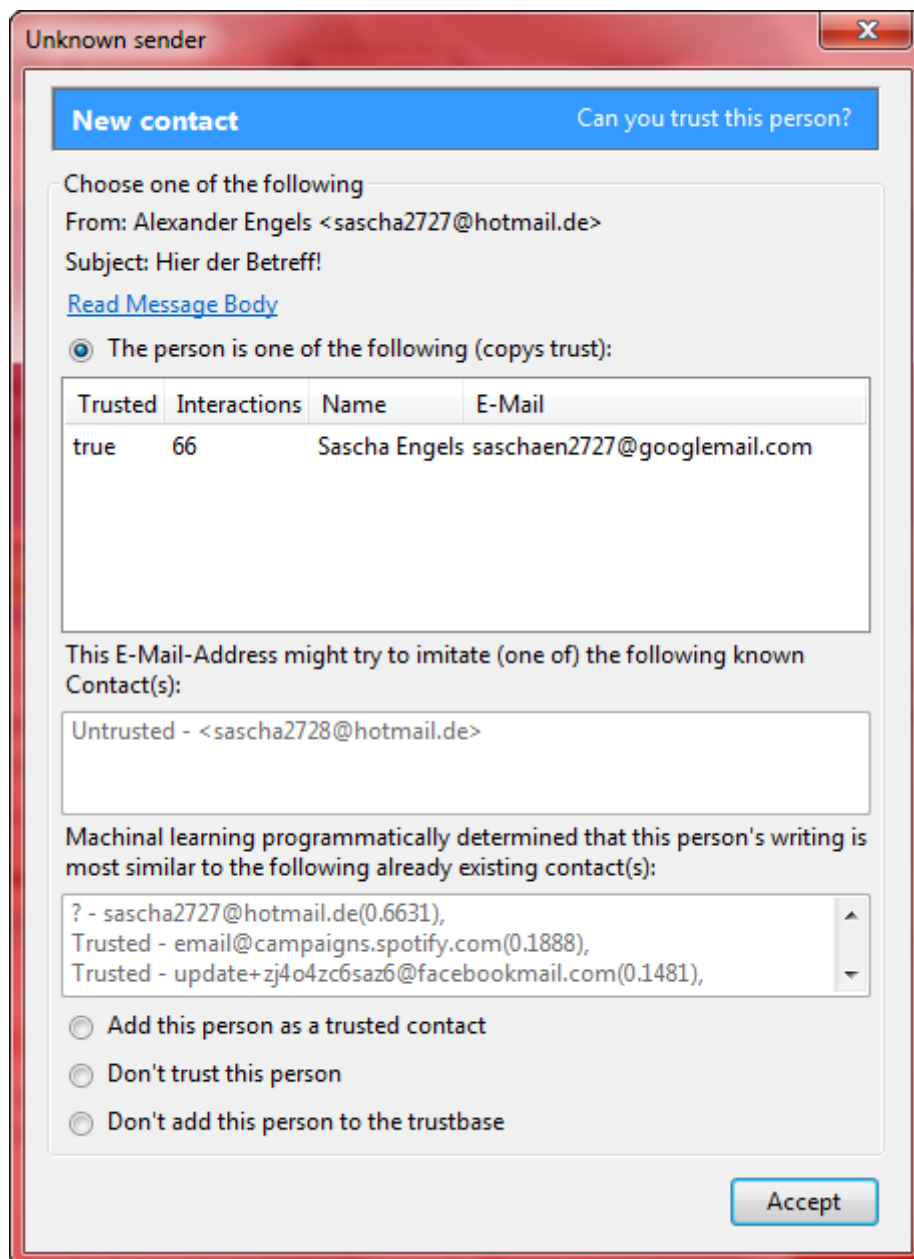 Unknown sender
X
New contact Can you trust this person?
Choose one of the following
From: Alexander Engels <sascha2727@hotmail.de>
Subject: Hier der Betreff!
Read Message Body
The person is one of the following (copys trust):
Trusted Interactions Name E-Mail
true 66 Sascha Engels saschaen2727@googlemail.com
This E-Mail-Address might try to imitate (one of) the following known
Contact(s):
Untrusted - <sascha2728@hotmail.de>
Machinal learning programmatically determined that this person's writing is
most similar to the following already existing contact(s):
? - sascha2727@hotmail.de(0.6631),
Trusted - email@campaigns.spotify.com(0.1888),
Trusted - update+zj4o4zc6saz6@facebookmail.com(0.1481),
Add this person as a trusted contact
Don't trust this person
Don't add this person to the trustbase
Accept